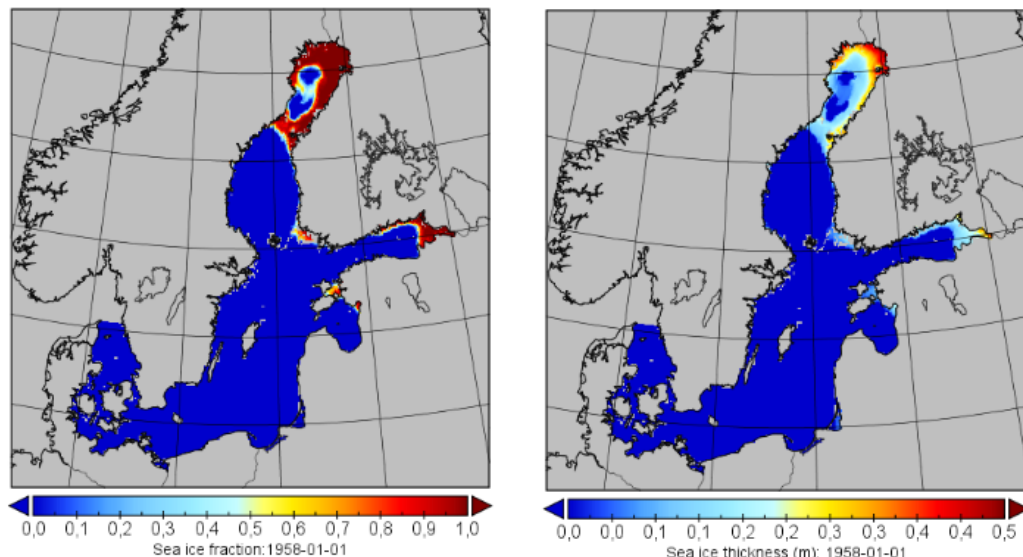 0,0 0,1 0,2 0,3 0,4 0,5 0,6 0,7 0,8 0,9 1,0
Sea ice fraction:1958-01-01
0,0 0,1 0,1 0,2 0,2 0,2 0,3 0,4 0,4 0,5 0,5
Sea ice thickness (m): 1958-01-01